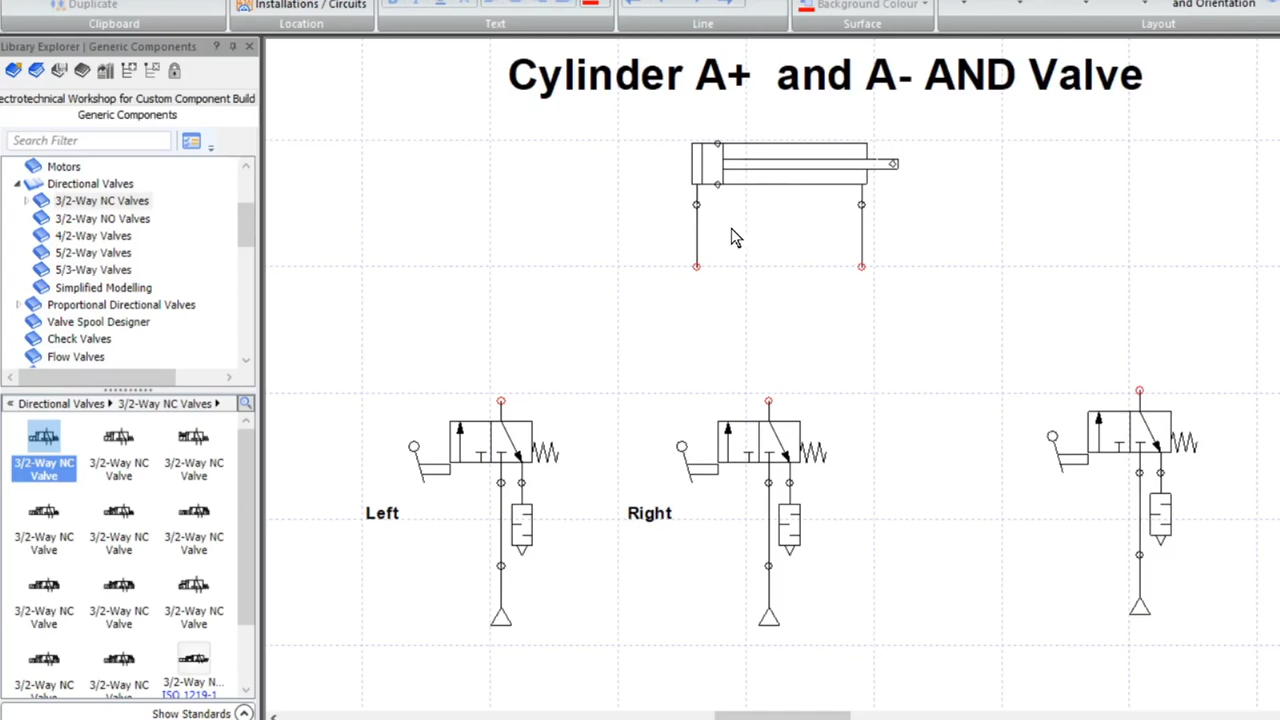 Duplicate
Installations / Circuits
Background Colour
and Orientation
Clipboard
Location
Text
Line
Surface
Layout
Library Explorer | Generic Components
ectrotechnical Workshop for Custom Component Build
Generic Components
Search Filter
Motors
Directional Valves
3/2-Way NC Valves
3/2-Way NO Valves
4/2-Way Valves
5/2-Way Valves
5/3-Way Valves
Simplified Modelling
Proportional Directional Valves
Valve Spool Designer
Check Valves
Flow Valves
Directional Valves
3/2-Way NC Valves
3/2-Way NC
Valve
3/2-Way NC
Valve
3/2-Way NC
Valve
3/2-Way NC
Valve
3/2-Way NC
Valve
3/2-Way NC
Valve
3/2-Way NC
Valve
3/2-Way NC
Valve
3/2-Way NC
Valve
3/2-Way NC
3/2-Way NC
3/2-Way N...
ISO 1219-1
Show Standards
Cylinder A+ and A- AND Valve
Left
Right